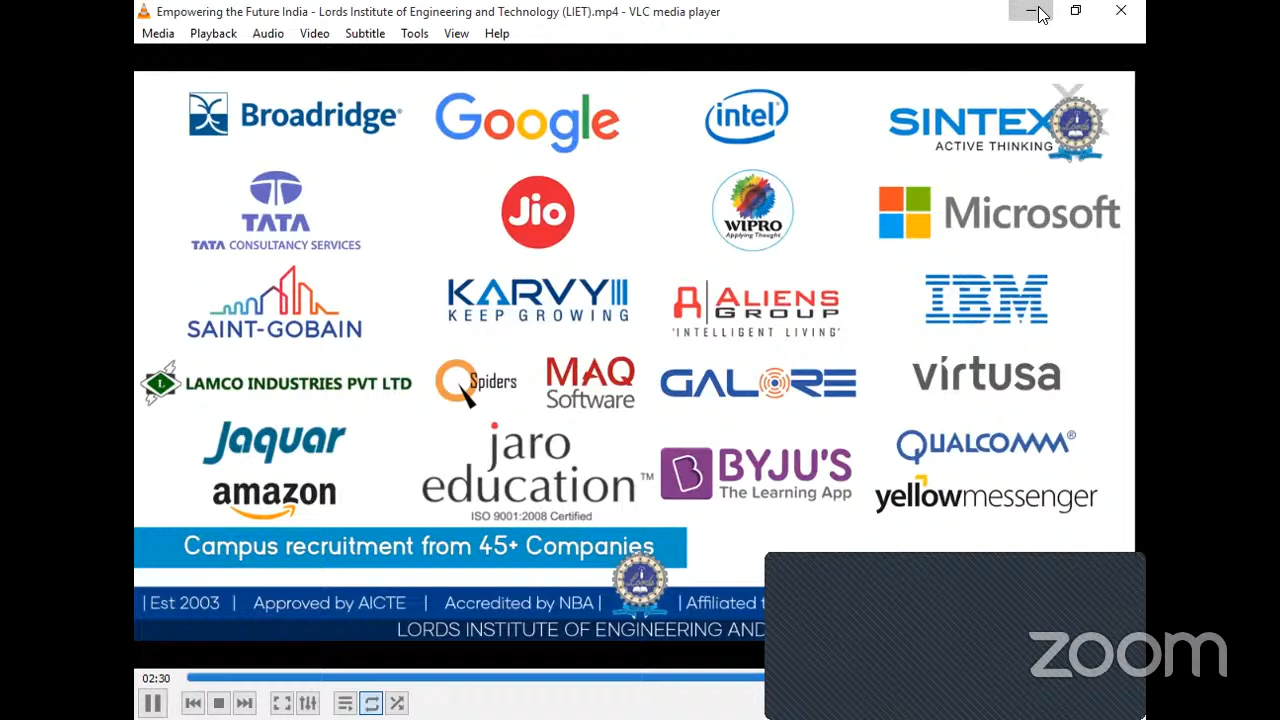 Empowering the Future India - Lords Institute of Engineering and Technology (LIET).mp4 - VLC media player
Media Playback Audio Video Subtitle Tools View Help
Broadridge Google intel SINTEX
ACTIVE THINKING
TATA Jio WIPRO Microsoft
TATA CONSULTANCY SERVICES Applying Thought
SAINT-GOBAIN KARVY ALIENS IBM
KEEP GROWING GROUP
'INTELLIGENT LIVING'
L LAMCO INDUSTRIES PVT LTD QSpiders MAQ GALORE virtusa
Software
Jaquar jaro BYJU'S QUALCOMM
amazon education™ The Learning App yellowmessenger
ISO 9001:2008 Certified
Campus recruitment from 45+ Companies
Lords
|Est 2003 | Approved by AICTE | Accredited by NBA | |Affiliated
LORDS INSTITUTE OF ENGINEERING AND
zoom
02:30